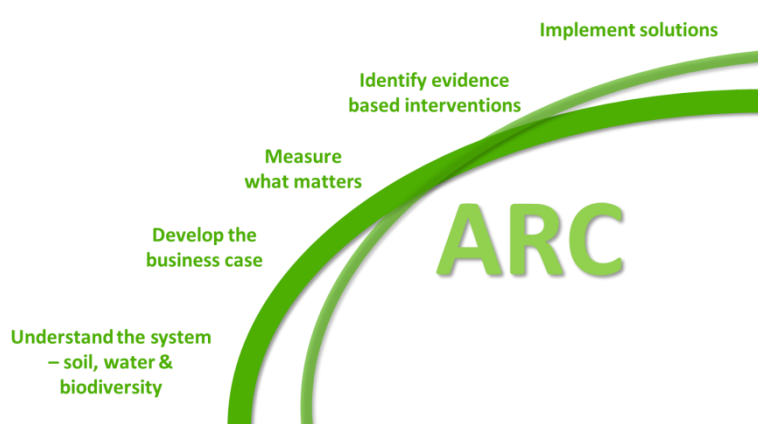 Implement solutions
Identify evidence
based interventions
Measure
what matters
ARC
Develop the
business case
Understand the system
– soil, water &
biodiversity